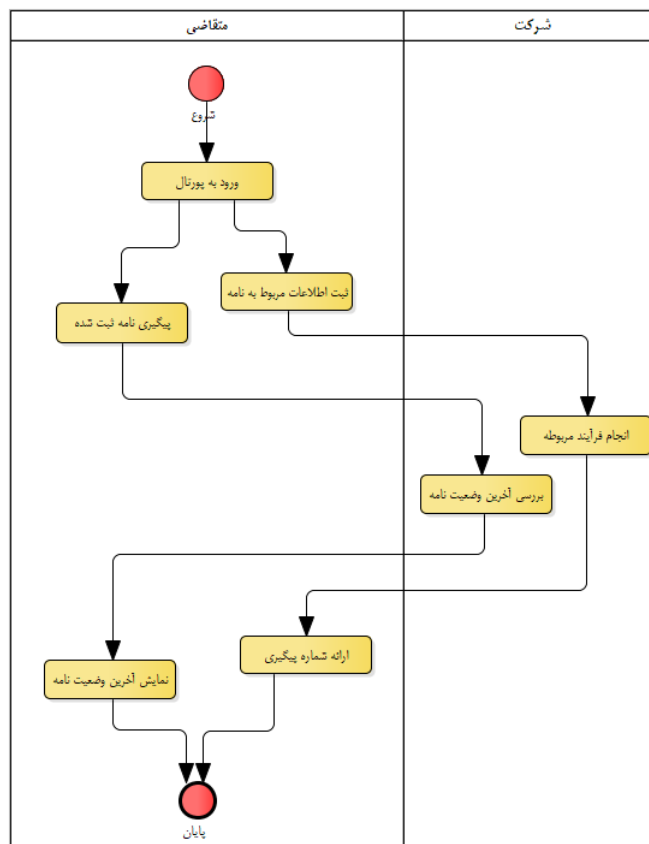 شرکت
متقاضی
شروع
ورود به پورتال
ثبت اطلاعات مربوط به نامه
پیگیری نامه ثبت شده
انجام فرآیند مربوطه
بررسی آخرین وضعیت نامه
ارائه شماره پیگیری
نمایش آخرین وضعیت نامه
پایان